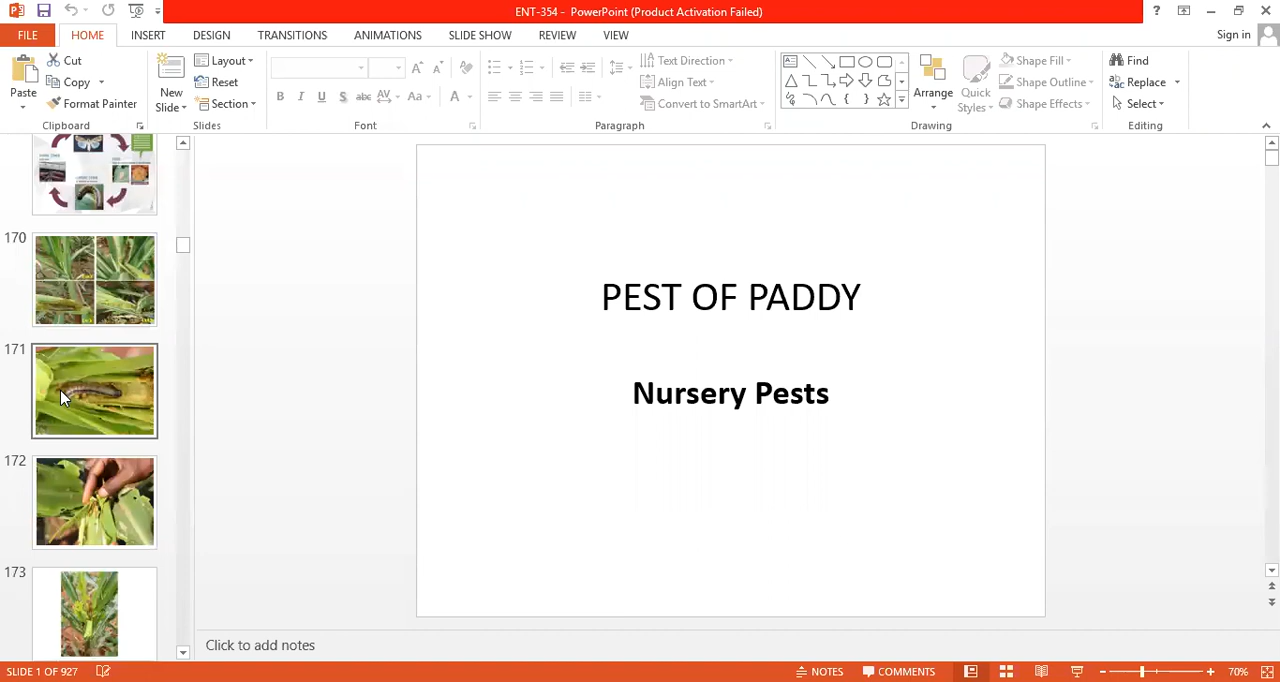 ENT-354 - PowerPoint (Product Activation Failed)
FILE HOME INSERT DESIGN TRANSITIONS ANIMATIONS SLIDE SHOW REVIEW VIEW Sign in
Paste
Cut
Copy
Format Painter
Clipboard
New
Slide
Layout
Reset
Section
Slides
B I U S abc AV Aa A
Font
Text Direction
Align Text
Convert to SmartArt
Paragraph
Arrange
Quick
Styles
Shape Fill
Shape Outline
Shape Effects
Drawing
Find
Replace
Select
Editing
170
171
172
173
PEST OF PADDY
Nursery Pests
Click to add notes
SLIDE 1 OF 927 NOTES COMMENTS 70%